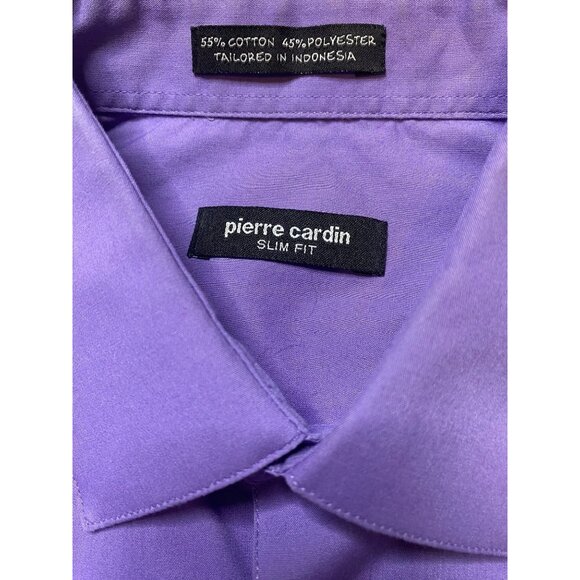 55% COTTON 45% POLYESTER
TAILORED IN INDONESIA
pierre cardin
SLIM FIT